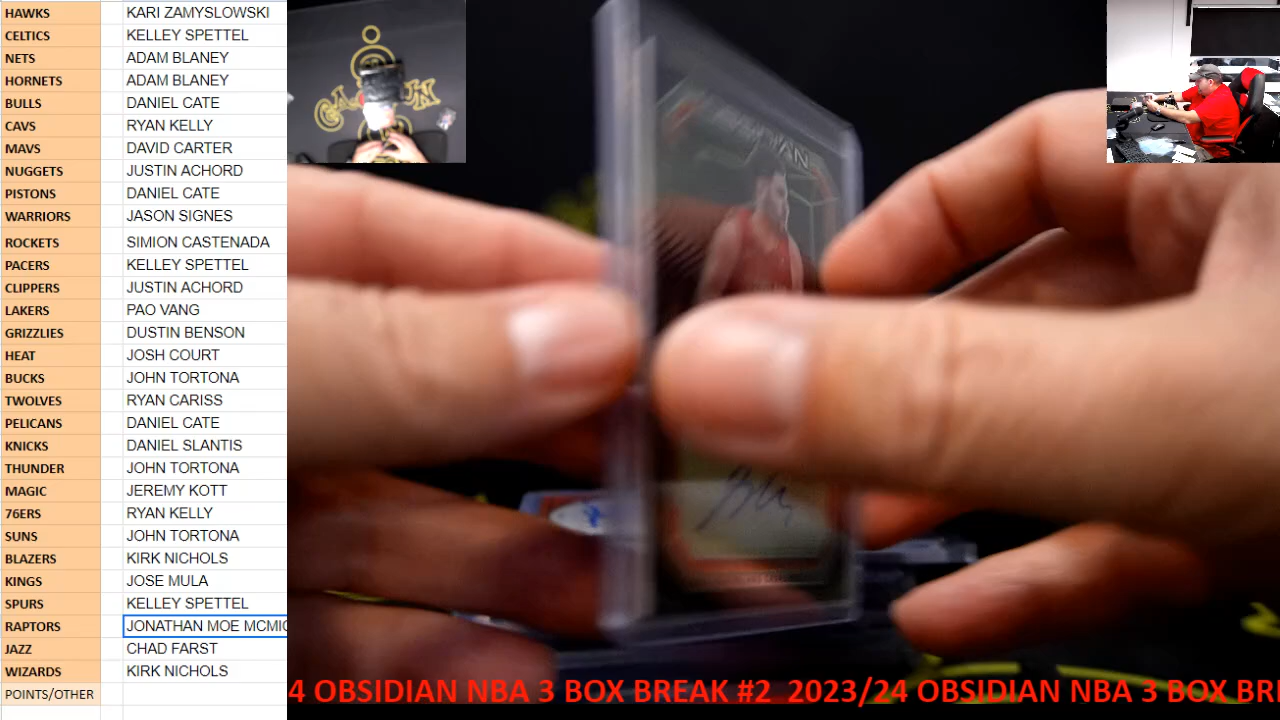 HAWKS KARI ZAMYSLOWSKI
CELTICS KELLEY SPETTEL
NETS ADAM BLANEY
HORNETS ADAM BLANEY
BULLS DANIEL CATE
CAVS RYAN KELLY
MAVS DAVID CARTER
NUGGETS JUSTIN ACHORD
PISTONS DANIEL CATE
WARRIORS JASON SIGNES
ROCKETS SIMION CASTENADA
PACERS KELLEY SPETTEL
CLIPPERS JUSTIN ACHORD
LAKERS PAO VANG
GRIZZLIES DUSTIN BENSON
HEAT JOSH COURT
BUCKS JOHN TORTONA
TWOLVES RYAN CARISS
PELICANS DANIEL CATE
KNICKS DANIEL SLANTIS
THUNDER JOHN TORTONA
MAGIC JEREMY KOTT
76ERS RYAN KELLY
SUNS JOHN TORTONA
BLAZERS KIRK NICHOLS
KINGS JOSE MULA
SPURS KELLEY SPETTEL
RAPTORS JONATHAN MOE MCMIC
JAZZ CHAD FARST
WIZARDS KIRK NICHOLS
POINTS/OTHER
4 OBSIDIAN NBA 3 BOX BREAK #2 2023/24 OBSIDIAN NBA 3 BOX BRE